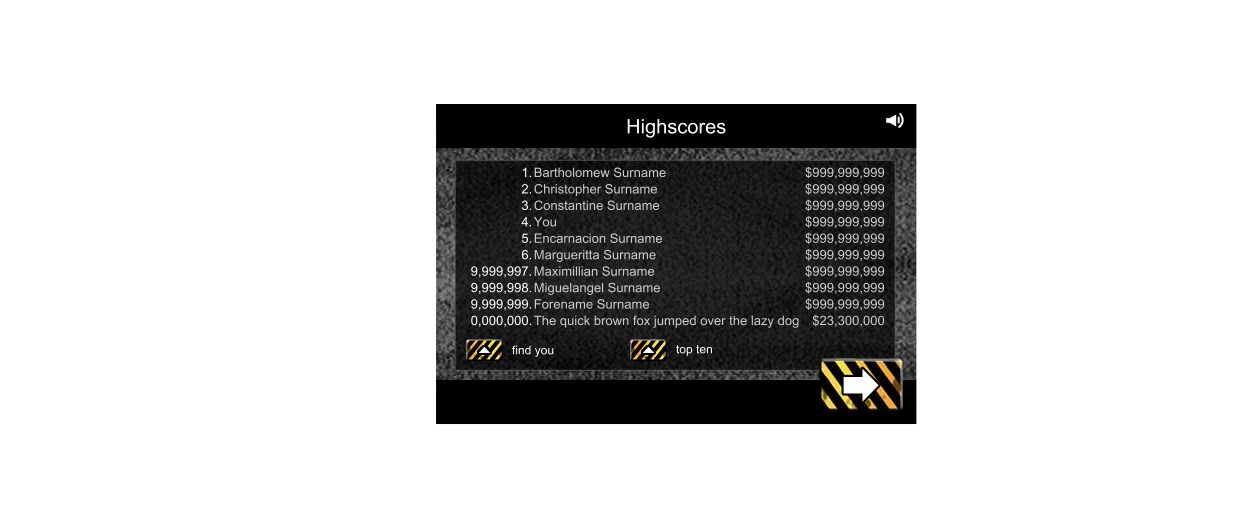 Highscores
1. Bartholomew Surname $999,999,999
2. Christopher Surname $999,999,999
3. Constantine Surname $999,999,999
4. You $999,999,999
5. Encarnacion Surname $999,999,999
6. Margueritta Surname $999,999,999
9,999,997. Maximillian Surname $999,999,999
9,999,998. Miguelangel Surname $999,999,999
9,999,999. Forename Surname $999,999,999
0,000,000. The quick brown fox jumped over the lazy dog $23,300,000
find you top ten